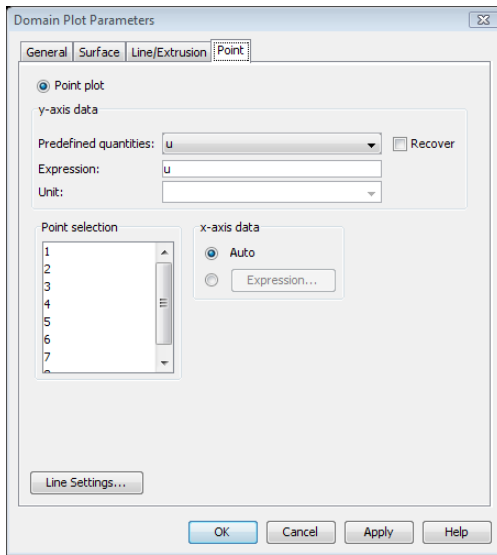 Domain Plot Parameters
General Surface Line/Extrusion Point
Point plot
y-axis data
Predefined quantities: u Recover
Expression: u
Unit:
Point selection x-axis data
1
2 Auto
3 Expression...
4
5
6
7
Line Settings...
OK Cancel Apply Help